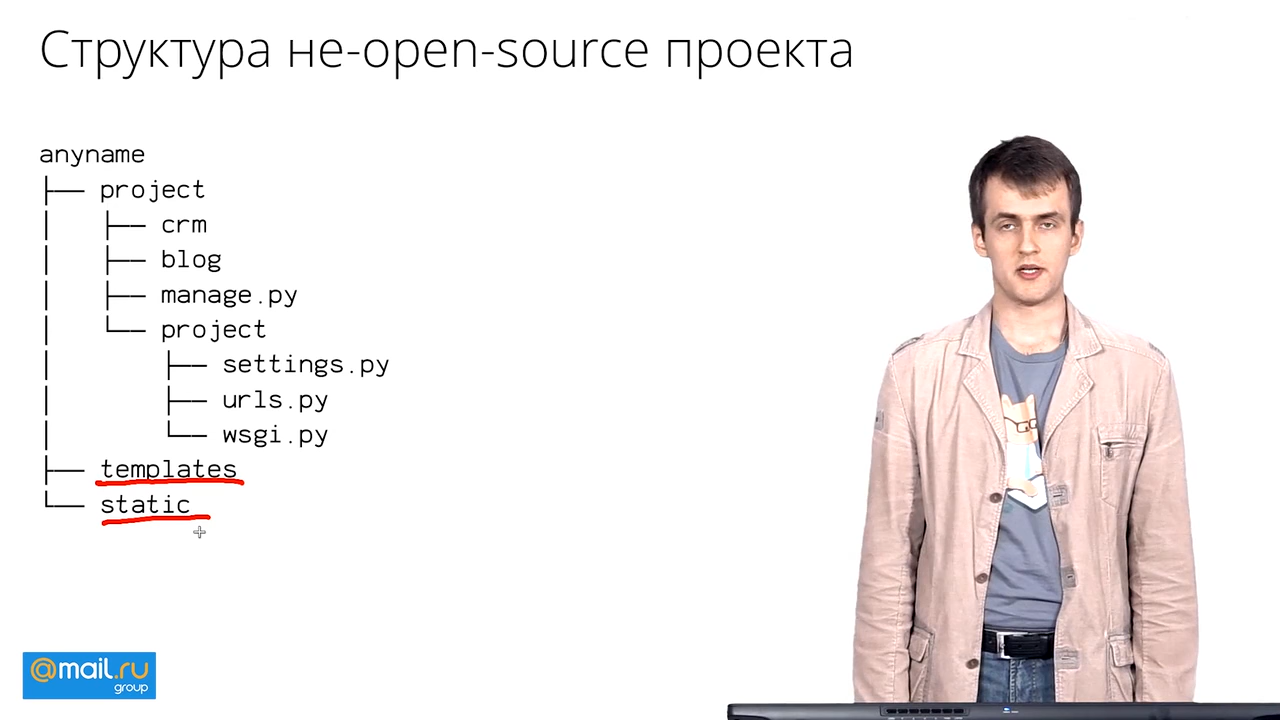 Структура не-open-source проекта
anyname
├── project
│   ├── crm
│   ├── blog
│   ├── manage.py
│   └── project
│       ├── settings.py
│       ├── urls.py
│       └── wsgi.py
├── templates
└── static
@mail.ru
group